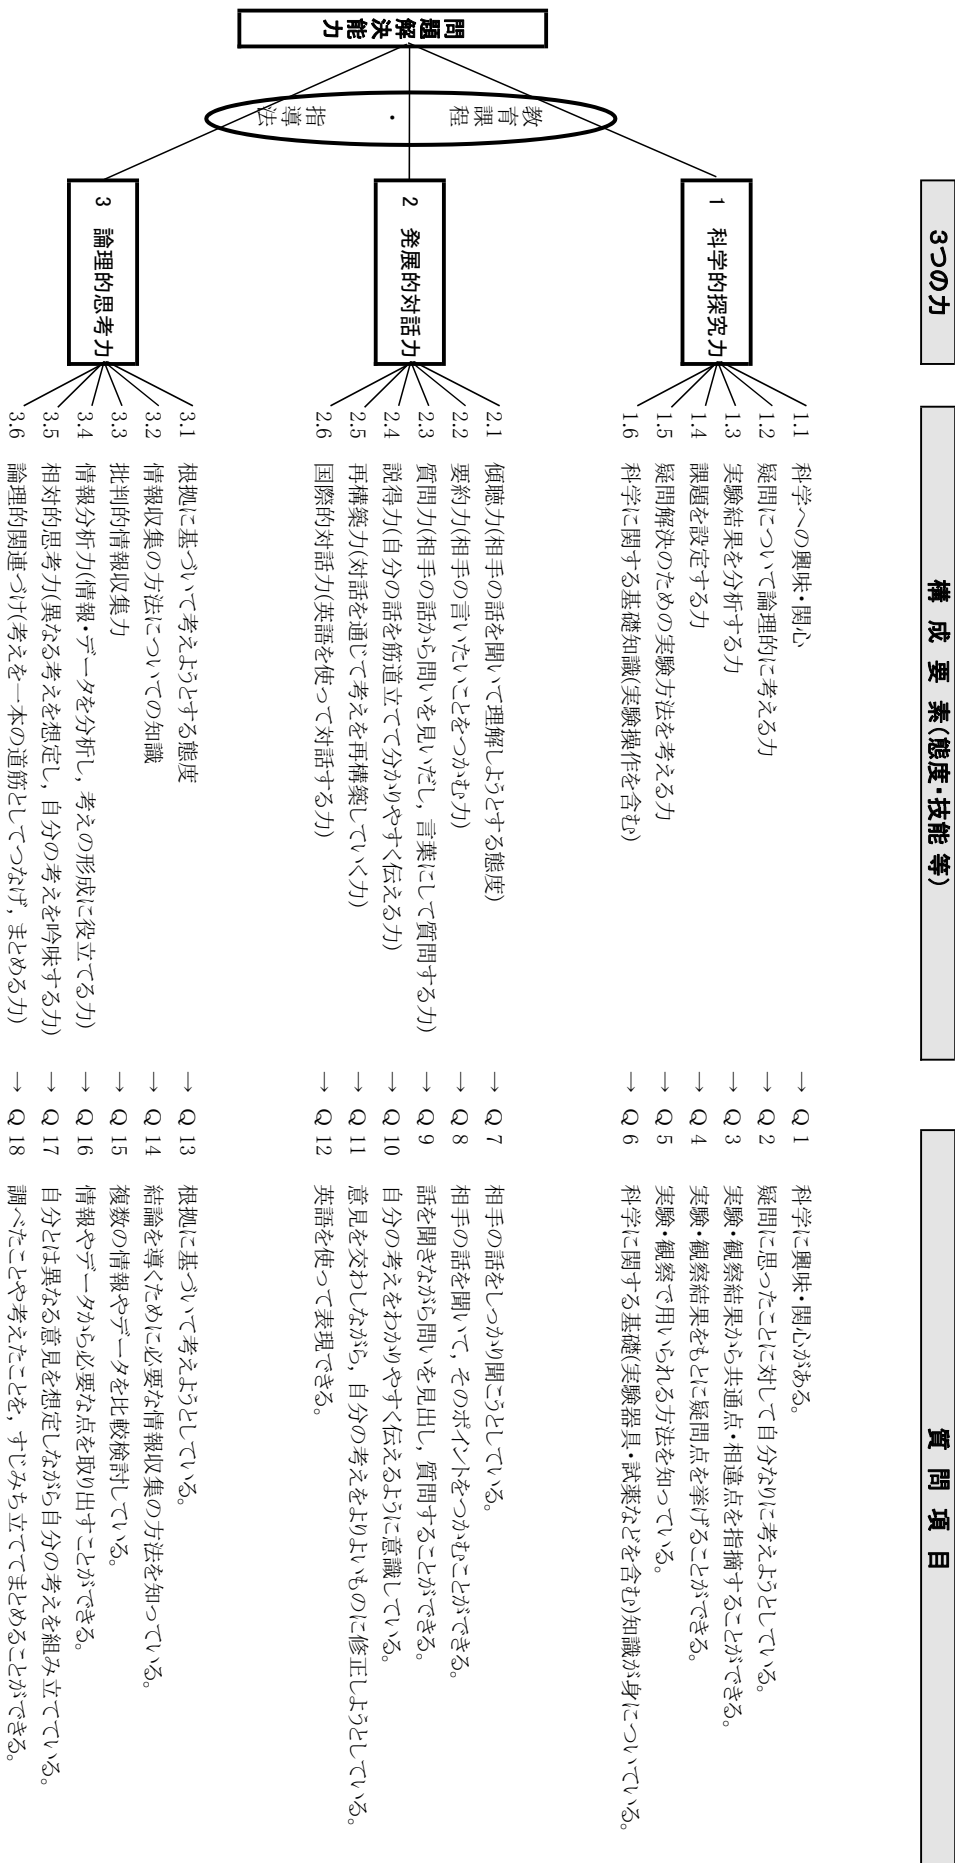 3つの力
構 成 要 素(態度・技能 等)
質 問 項 目
問題解決能力
教育課程 ・ 指導法
1 科学的探究力
1.1 科学への興味・関心 → Q 1 科学に興味・関心がある。
1.2 疑問について論理的に考える力 → Q 2 疑問に思ったことに対して自分なりに考えようとしている。
1.3 実験結果を分析する力 → Q 3 実験・観察結果から共通点・相違点を指摘することができる。
1.4 課題を設定する力 → Q 4 実験・観察結果をもとに疑問点を挙げることができる。
1.5 疑問解決のための実験方法を考える力 → Q 5 実験・観察で用いられる方法を知っている。
1.6 科学に関する基礎知識(実験操作を含む) → Q 6 科学に関する基礎(実験器具・試薬などを含む)知識が身についている。
2 発展的対話力
2.1 傾聴力(相手の話を聞いて理解しようとする態度) → Q 7 相手の話をしっかり聞こうとしている。
2.2 要約力(相手の言いたいことをつかむ力) → Q 8 相手の話を聞いて,そのポイントをつかむことができる。
2.3 質問力(相手の話から問いを見いだし,言葉にして質問する力) → Q 9 話を聞きながら問いを見出し,質問することができる。
2.4 説得力(自分の話を筋道立てて分かりやすく伝える力) → Q 10 自分の考えをわかりやすく伝えるように意識している。
2.5 再構築力(対話を通じて考えを再構築していく力) → Q 11 意見を交わしながら,自分の考えをよりよいものに修正しようとしている。
2.6 国際的対話力(英語を使って対話する力) → Q 12 英語を使って表現できる。
3 論理的思考力
3.1 根拠に基づいて考えようとする態度 → Q 13 根拠に基づいて考えようとしている。
3.2 情報収集の方法についての知識 → Q 14 結論を導くために必要な情報収集の方法を知っている。
3.3 批判的情報収集力 → Q 15 複数の情報やデータを比較検討している。
3.4 情報分析力(情報・データを分析し,考えの形成に役立てる力) → Q 16 情報やデータから必要な点を取り出すことができる。
3.5 相対的思考力(異なる考えを想定し,自分の考えを吟味する力) → Q 17 自分とは異なる意見を想定しながら自分の考えを組み立てている。
3.6 論理的関連づけ(考えを一本の道筋としてつなげ,まとめる力) → Q 18 調べたことや考えたことを,すじみち立ててまとめることができる。